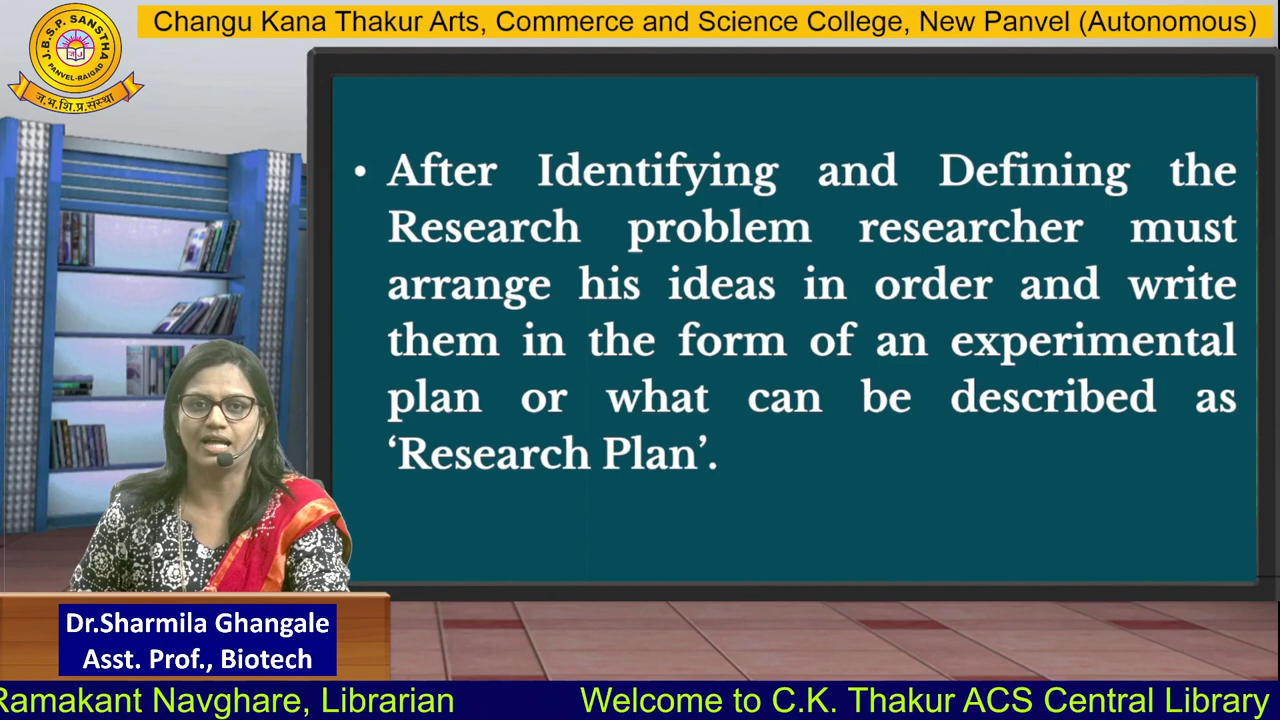 Changu Kana Thakur Arts, Commerce and Science College, New Panvel (Autonomous)
J.B.S.P. SANSTHA
PANVEL-RAIGAD
ज.भ.शि.प्र.संस्था
• After Identifying and Defining the
Research problem researcher must
arrange his ideas in order and write
them in the form of an experimental
plan or what can be described as
‘Research Plan’.
Dr.Sharmila Ghangale
Asst. Prof., Biotech
Ramakant Navghare, Librarian Welcome to C.K. Thakur ACS Central Library